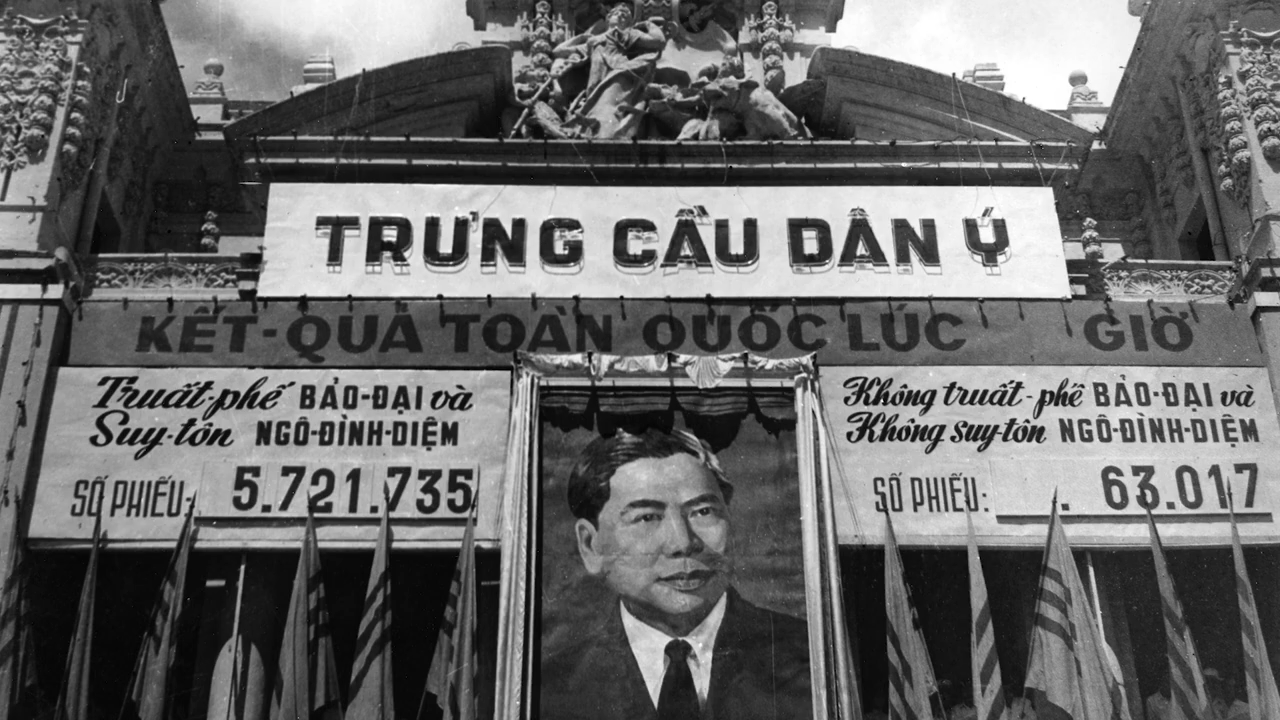 TRƯNG CẦU DÂN Ý
KẾT-QUẢ TOÀN QUỐC LÚC GIỜ
Truất-phế BẢO-ĐẠI và
Suy-tôn NGÔ-ĐÌNH-DIỆM
SỐ PHIẾU: 5.721.735
Không truất-phế BẢO-ĐẠI và
Không suy-tôn NGÔ-ĐÌNH-DIỆM
SỐ PHIẾU: . 63.017